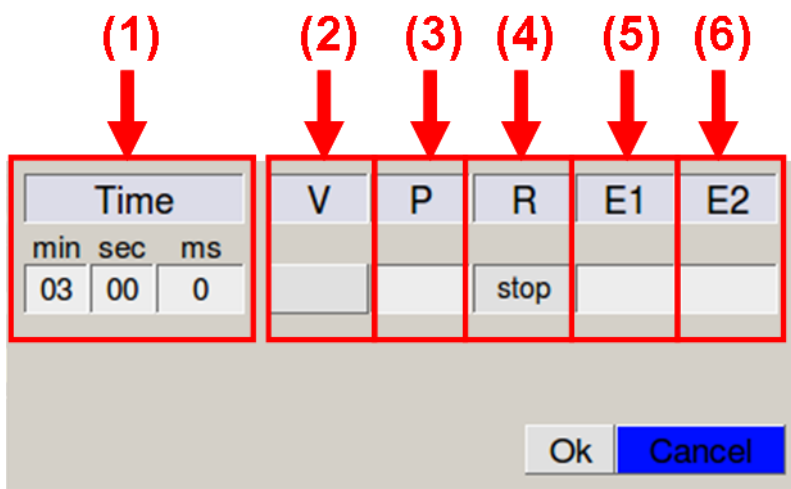 (1) (2) (3) (4) (5) (6)
Time V P R E1 E2
min sec ms
03 00 0 stop
Ok Cancel